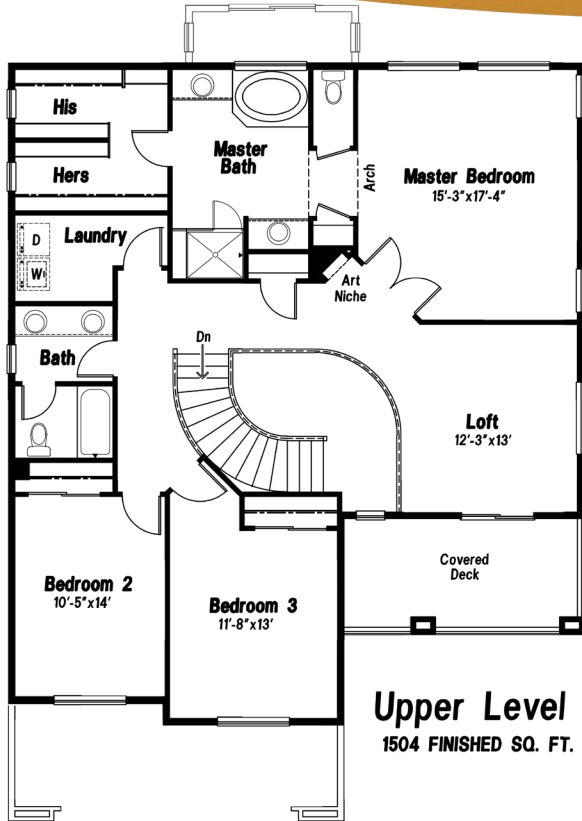 His
Hers
Master
Bath
Arch
Master Bedroom
15'-3"x17'-4"
D
W
Laundry
Art
Niche
Bath
Dn
Loft
12'-3"x13'
Covered
Deck
Bedroom 2
10'-5"x14'
Bedroom 3
11'-8"x13'
Upper Level
1504 FINISHED SQ. FT.